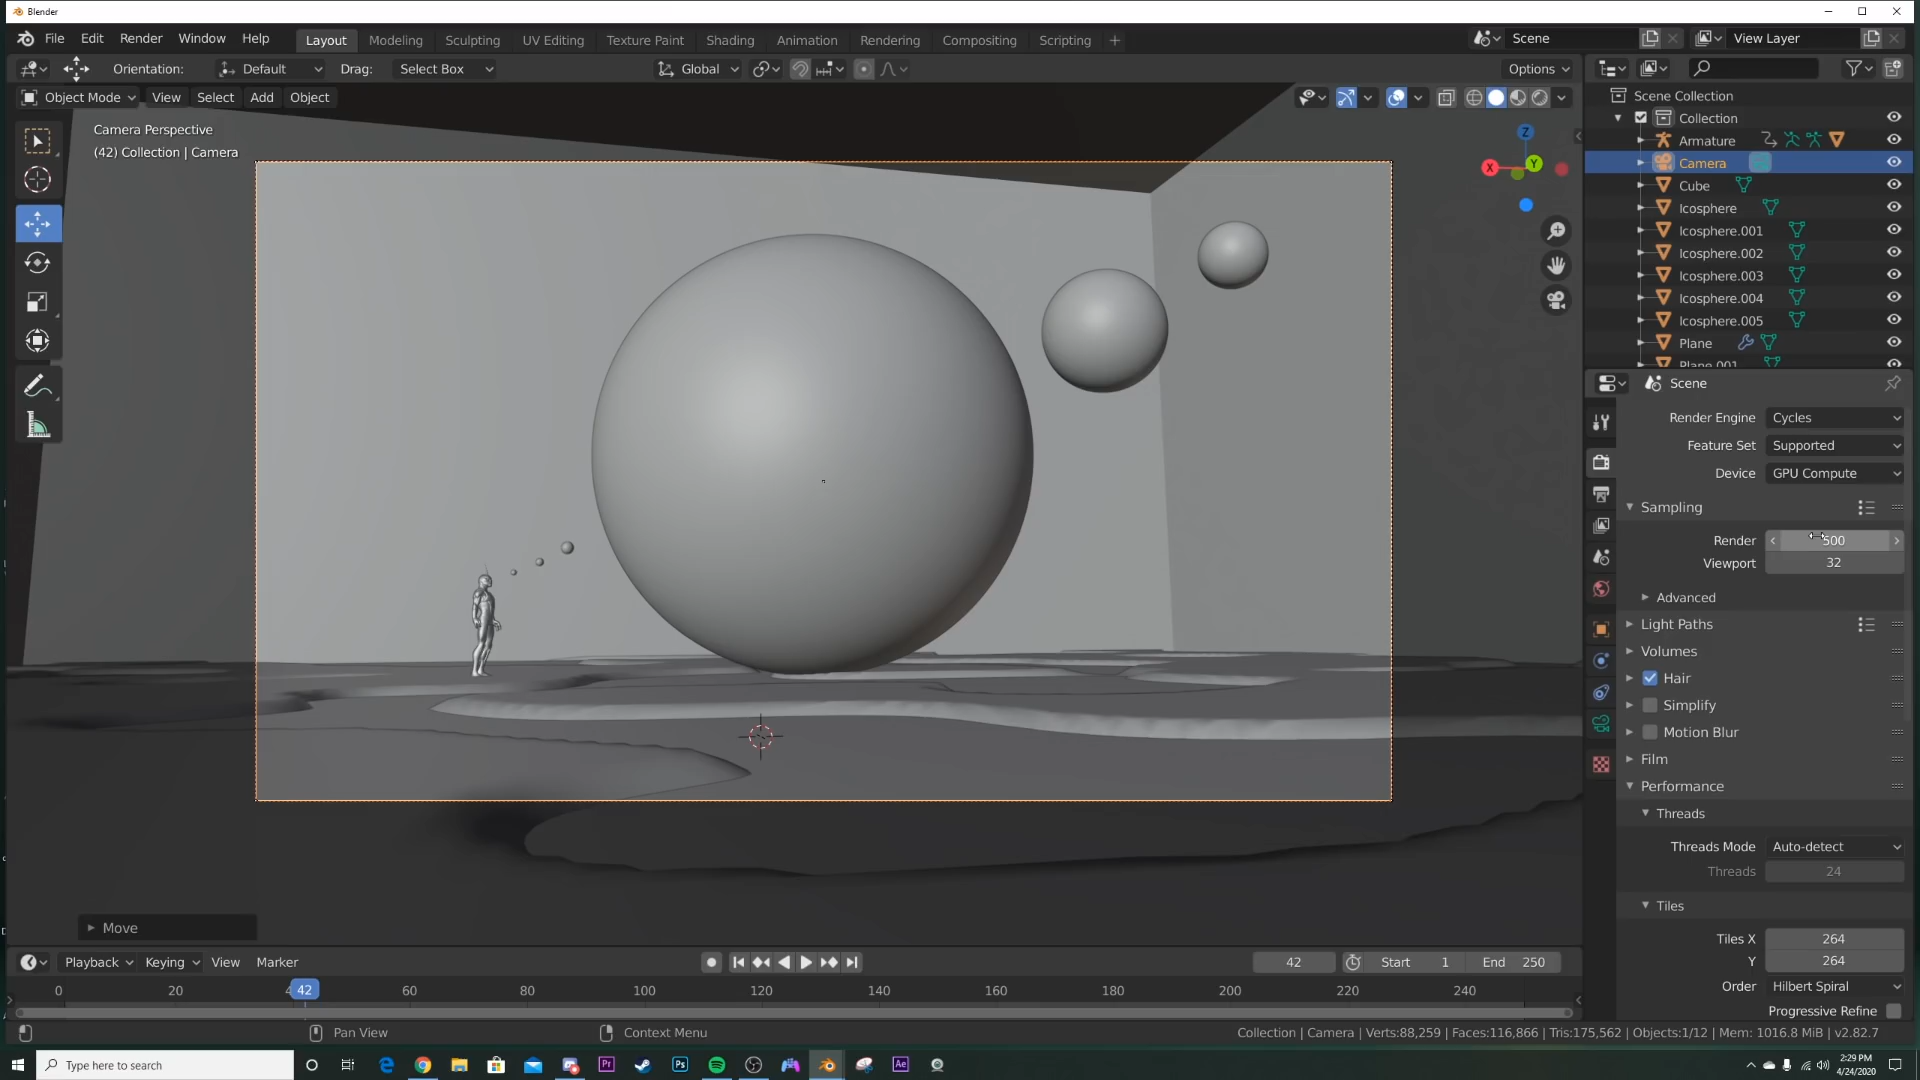 Blender
File Edit Render Window Help Layout Modeling Sculpting UV Editing Texture Paint Shading Animation Rendering Compositing Scripting + Scene View Layer
Orientation: Default Drag: Select Box Global Options
Object Mode View Select Add Object
Camera Perspective
(42) Collection | Camera
Z
X Y
Scene Collection
Collection
Armature
Camera
Cube
Icosphere
Icosphere.001
Icosphere.002
Icosphere.003
Icosphere.004
Icosphere.005
Plane
Plane.001
Scene
Render Engine Cycles
Feature Set Supported
Device GPU Compute
Sampling
Render 500
Viewport 32
Advanced
Light Paths
Volumes
Hair
Simplify
Motion Blur
Film
Performance
Threads
Threads Mode Auto-detect
Threads 24
Tiles
Tiles X 264
Y 264
Order Hilbert Spiral
Progressive Refine
Move
Playback Keying View Marker 42 Start 1 End 250
0 20 42 60 80 100 120 140 160 180 200 220 240
Pan View Context Menu Collection | Camera | Verts:88,259 | Faces:116,866 | Tris:175,562 | Objects:1/12 | Mem: 1016.8 MiB | v2.82.7
Type here to search Pr Ps Ae 2:29 PM
4/24/2020